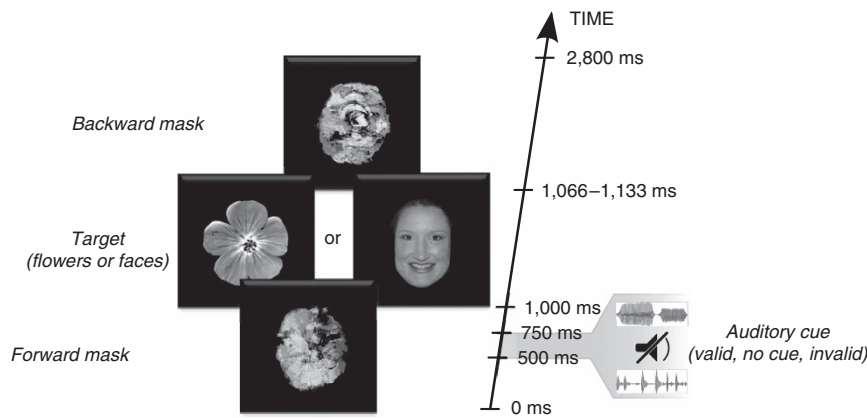 TIME
2,800 ms
Backward mask
1,066–1,133 ms
Target
(flowers or faces)
or
1,000 ms
750 ms
500 ms
Auditory cue
(valid, no cue, invalid)
Forward mask
0 ms